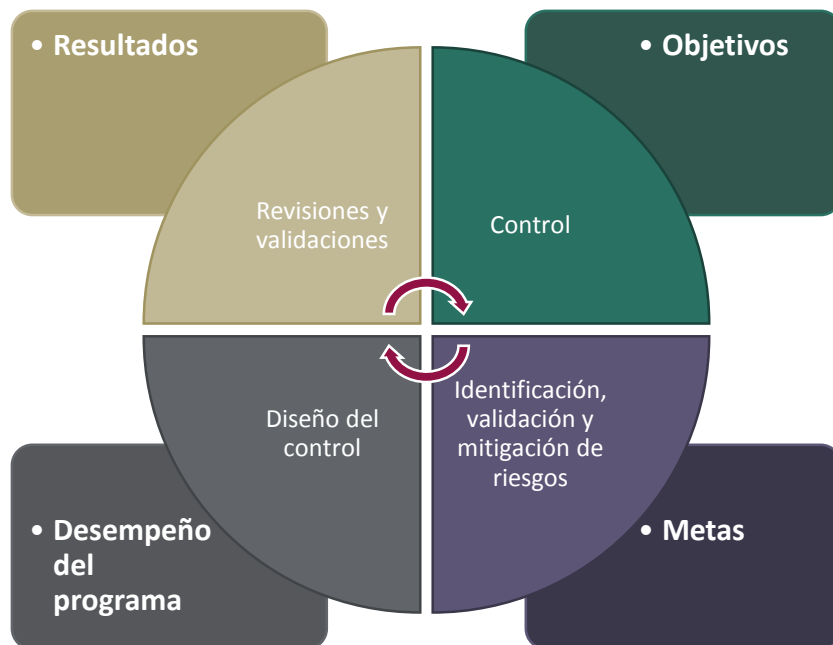 • Resultados
• Objetivos
Revisiones y
validaciones
Control
Diseño del
control
Identificación,
validación y
mitigación de
riesgos
• Desempeño
del
programa
• Metas